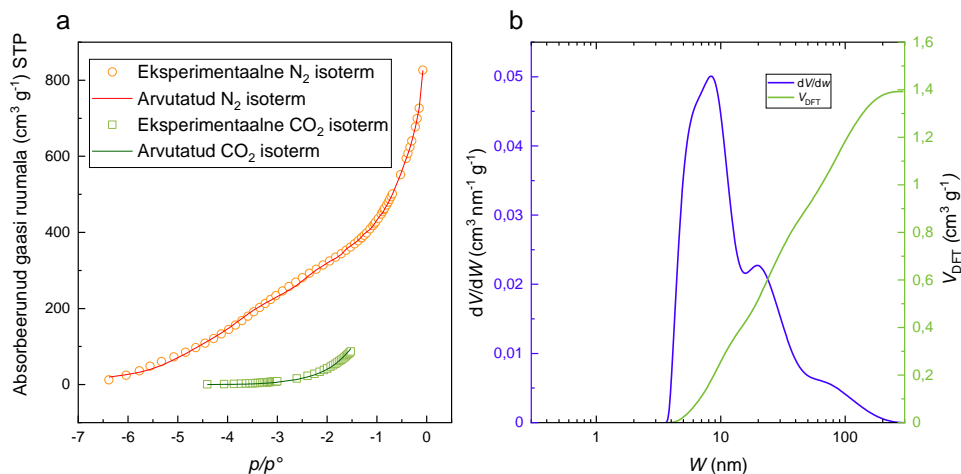 a
Absorbeerunud gaasi ruumala (cm³ g⁻¹) STP
800
600
400
200
0
Eksperimentaalne N₂ isoterm
Arvutatud N₂ isoterm
Eksperimentaalne CO₂ isoterm
Arvutatud CO₂ isoterm
-7 -6 -5 -4 -3 -2 -1 0
p/p°
b
dV/dW (cm³ nm⁻¹ g⁻¹)
0,05
0,04
0,03
0,02
0,01
0
dV/dw
V_DFT
1 10 100
W (nm)
1,6
1,4
1,2
1
0,8
0,6
0,4
0,2
0
V_DFT (cm³ g⁻¹)